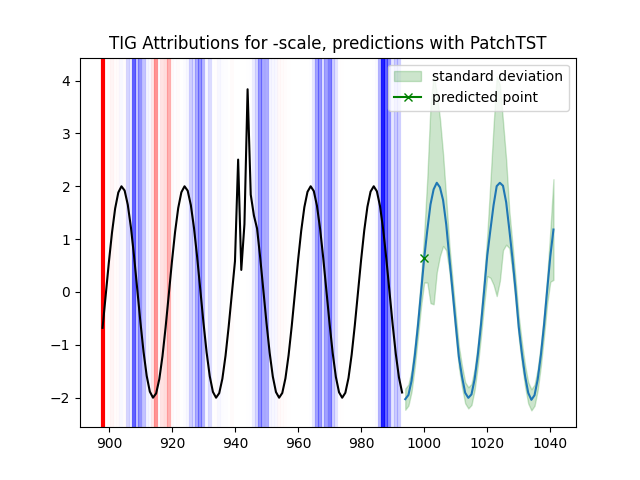 TIG Attributions for -scale, predictions with PatchTST
standard deviation
predicted point
4
3
2
1
0
−1
−2
900 920 940 960 980 1000 1020 1040